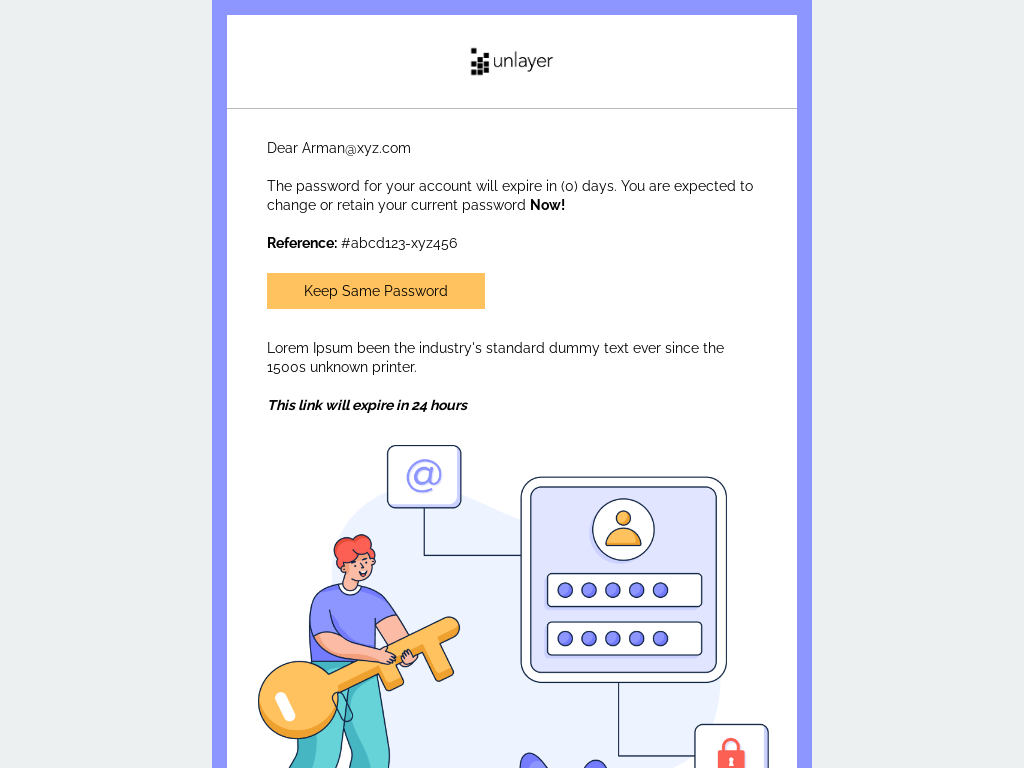 unlayer
Dear Arman@xyz.com
The password for your account will expire in (0) days. You are expected to
change or retain your current password Now!
Reference: #abcd123-xyz456
Keep Same Password
Lorem Ipsum been the industry's standard dummy text ever since the
1500s unknown printer.
This link will expire in 24 hours
@